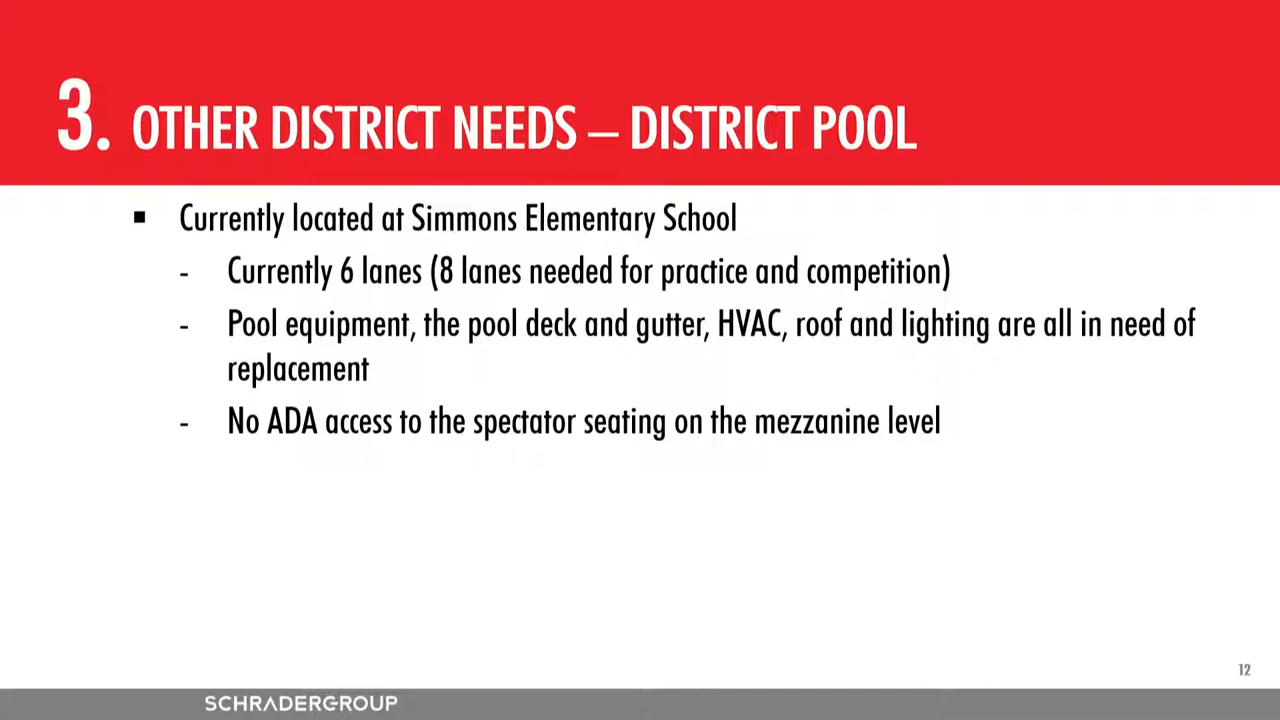 3. OTHER DISTRICT NEEDS – DISTRICT POOL
▪ Currently located at Simmons Elementary School
- Currently 6 lanes (8 lanes needed for practice and competition)
- Pool equipment, the pool deck and gutter, HVAC, roof and lighting are all in need of
replacement
- No ADA access to the spectator seating on the mezzanine level
12
SCHRADERGROUP